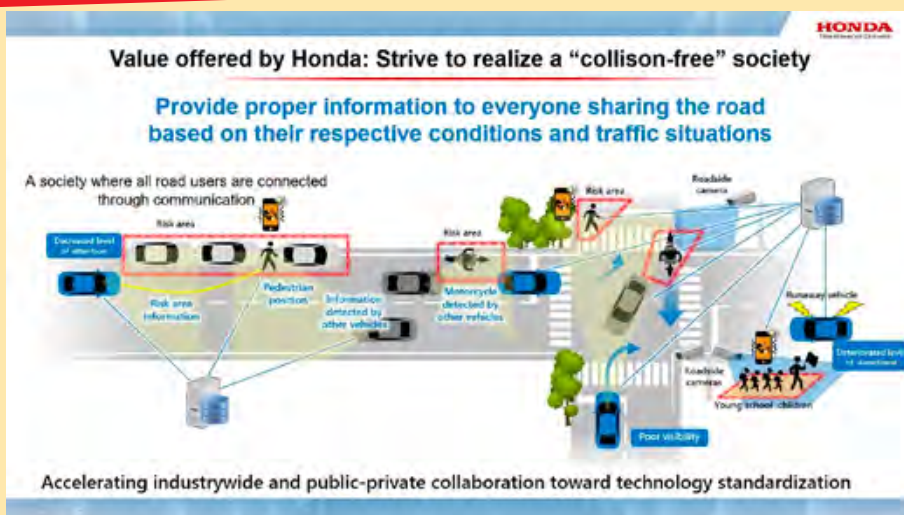 HONDA
Value offered by Honda: Strive to realize a “collison-free” society
Provide proper information to everyone sharing the road
based on their respective conditions and traffic situations
A society where all road users are connected
through communication
Risk area
Decreased level
of attention
Risk area
information
Pedestrian
position
Information
detected by
other vehicles
Risk area
Motorcycle
detected by
other vehicles
Risk area
Roadside
camera
Runaway vehicle
Deteriorated level
Roadside
cameras
Young school children
Poor visibility
Accelerating industrywide and public-private collaboration toward technology standardization